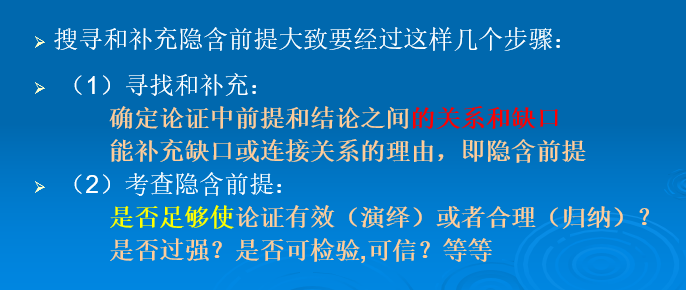 搜寻和补充隐含前提大致要经过这样几个步骤：
（1）寻找和补充：
确定论证中前提和结论之间的关系和缺口
能补充缺口或连接关系的理由，即隐含前提
（2）考查隐含前提：
是否足够使论证有效（演绎）或者合理（归纳）？
是否过强？是否可检验,可信？等等